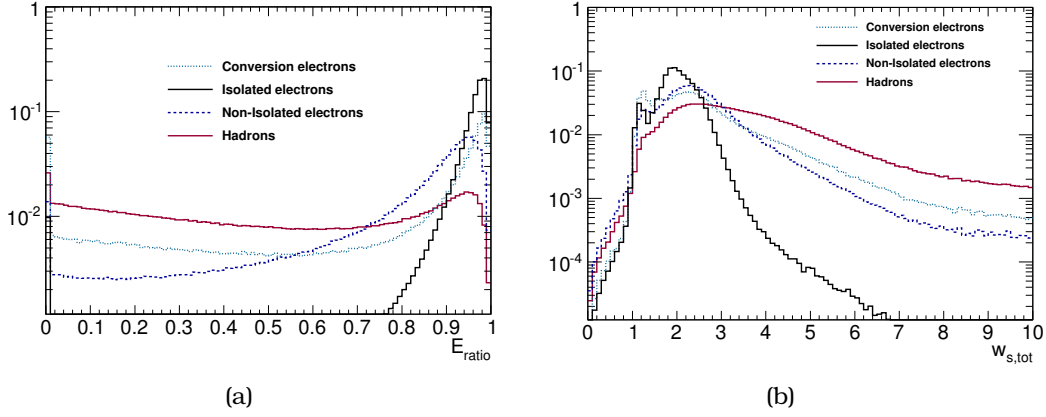 1
10⁻¹
10⁻²
0 0.1 0.2 0.3 0.4 0.5 0.6 0.7 0.8 0.9 1
E_ratio
Conversion electrons
Isolated electrons
Non-Isolated electrons
Hadrons
(a)
1
10⁻¹
10⁻²
10⁻³
10⁻⁴
0 1 2 3 4 5 6 7 8 9 10
w_s,tot
Conversion electrons
Isolated electrons
Non-Isolated electrons
Hadrons
(b)